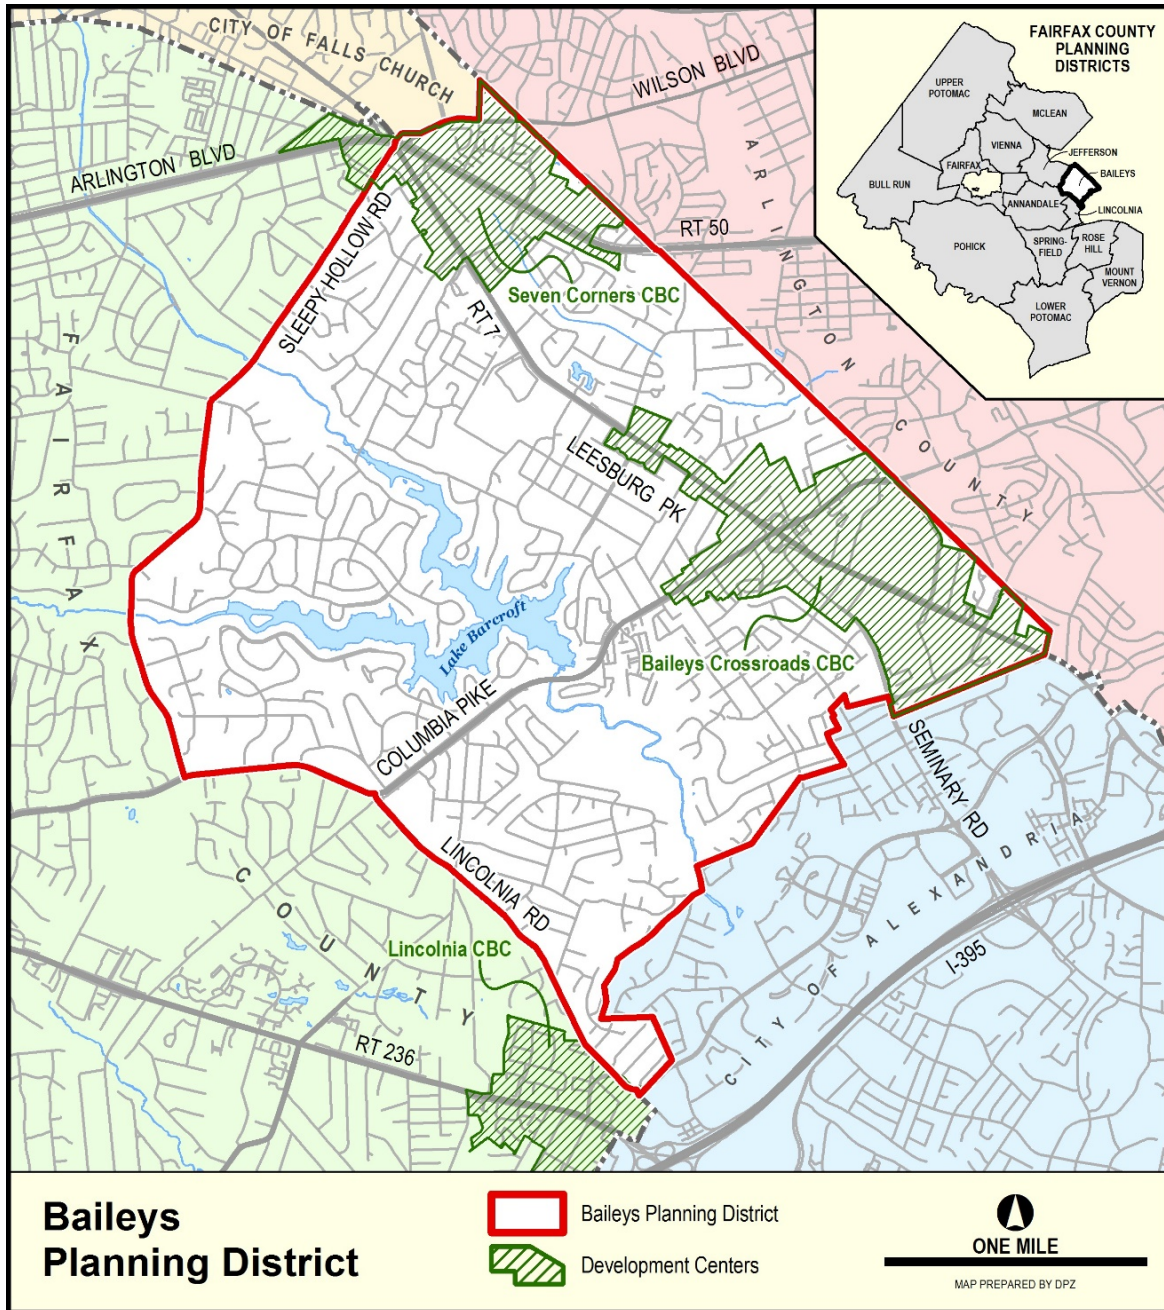 CITY OF FALLS CHURCH
WILSON BLVD
ARLINGTON BLVD
ARLINGTON COUNTY
SLEEPY HOLLOW RD
RT 50
Seven Corners CBC
RT 7
FAIRFAX COUNTY
LEESBURG PK
Lake Barcroft
Baileys Crossroads CBC
COLUMBIA PIKE
SEMINARY RD
LINCOLNIA RD
CITY OF ALEXANDRIA
Lincolnia CBC
I-395
RT 236
FAIRFAX COUNTY
PLANNING
DISTRICTS
UPPER
POTOMAC
MCLEAN
VIENNA
JEFFERSON
FAIRFAX
BAILEYS
BULL RUN
ANNANDALE
LINCOLNIA
POHICK
SPRING-
FIELD
ROSE
HILL
MOUNT
VERNON
LOWER
POTOMAC
Baileys
Planning District
Baileys Planning District
Development Centers
ONE MILE
MAP PREPARED BY DPZ